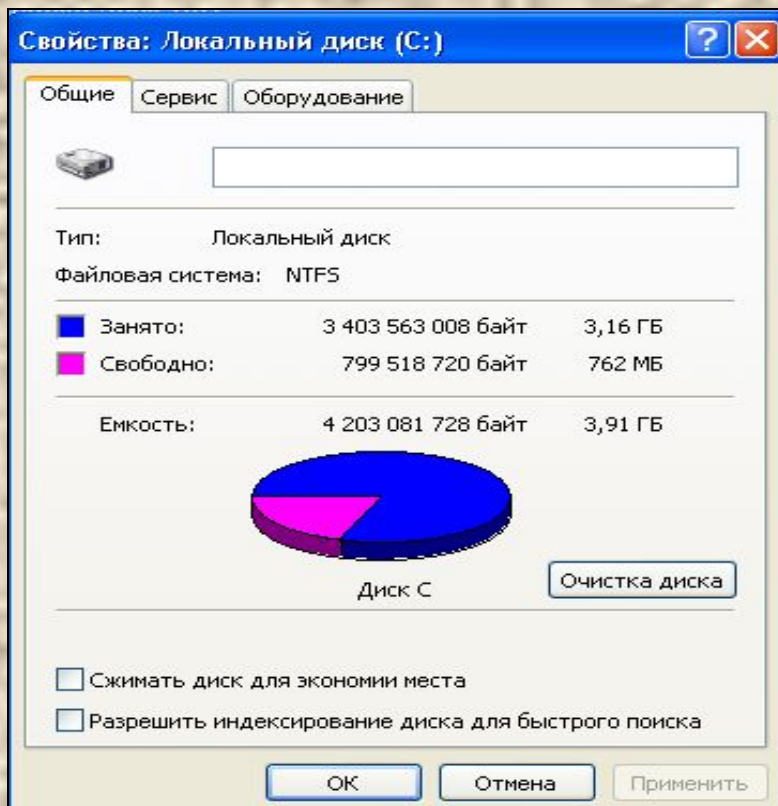 Свойства: Локальный диск (C:)
Общие Сервис Оборудование
Тип: Локальный диск
Файловая система: NTFS
Занято: 3 403 563 008 байт 3,16 ГБ
Свободно: 799 518 720 байт 762 МБ
Емкость: 4 203 081 728 байт 3,91 ГБ
Диск C
Очистка диска
Сжимать диск для экономии места
Разрешить индексирование диска для быстрого поиска
ОК Отмена Применить